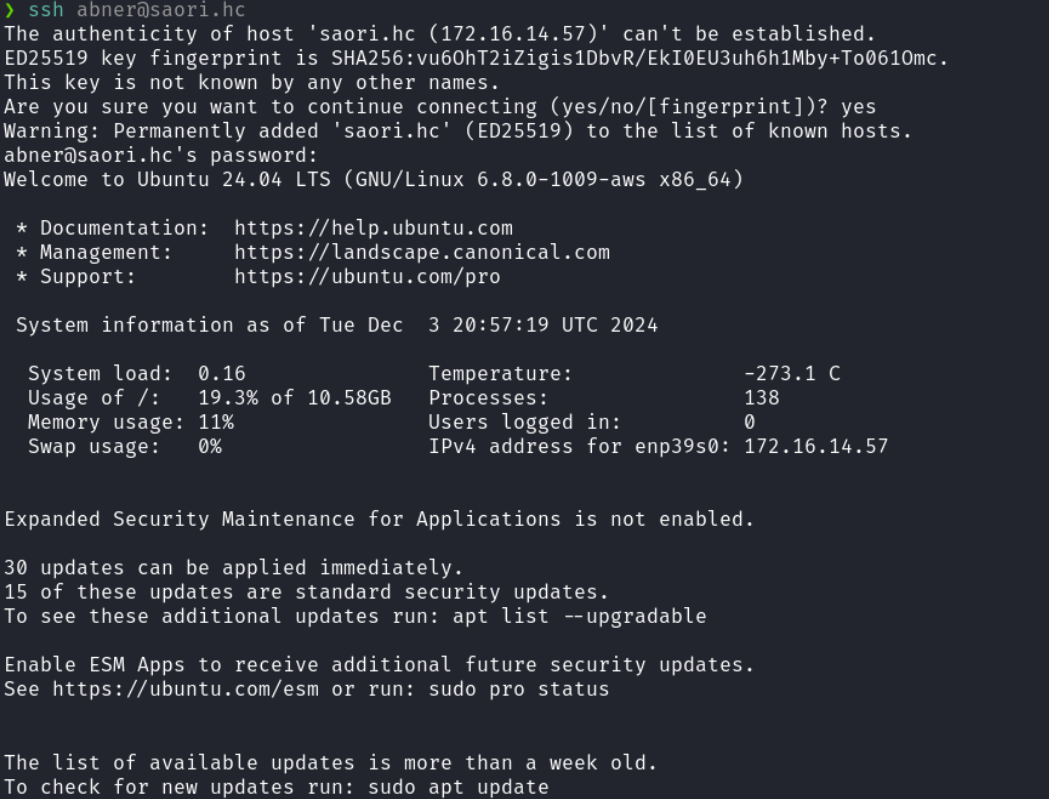 ❯ ssh abner@saori.hc
The authenticity of host 'saori.hc (172.16.14.57)' can't be established.
ED25519 key fingerprint is SHA256:vu6OhT2iZigis1DbvR/EkI0EU3uh6h1Mby+To061Omc.
This key is not known by any other names.
Are you sure you want to continue connecting (yes/no/[fingerprint])? yes
Warning: Permanently added 'saori.hc' (ED25519) to the list of known hosts.
abner@saori.hc's password:
Welcome to Ubuntu 24.04 LTS (GNU/Linux 6.8.0-1009-aws x86_64)
* Documentation:  https://help.ubuntu.com
* Management:     https://landscape.canonical.com
* Support:        https://ubuntu.com/pro
System information as of Tue Dec  3 20:57:19 UTC 2024
System load:  0.16               Temperature:              -273.1 C
Usage of /:   19.3% of 10.58GB   Processes:                138
Memory usage: 11%                Users logged in:          0
Swap usage:   0%                 IPv4 address for enp39s0: 172.16.14.57
Expanded Security Maintenance for Applications is not enabled.
30 updates can be applied immediately.
15 of these updates are standard security updates.
To see these additional updates run: apt list --upgradable
Enable ESM Apps to receive additional future security updates.
See https://ubuntu.com/esm or run: sudo pro status
The list of available updates is more than a week old.
To check for new updates run: sudo apt update